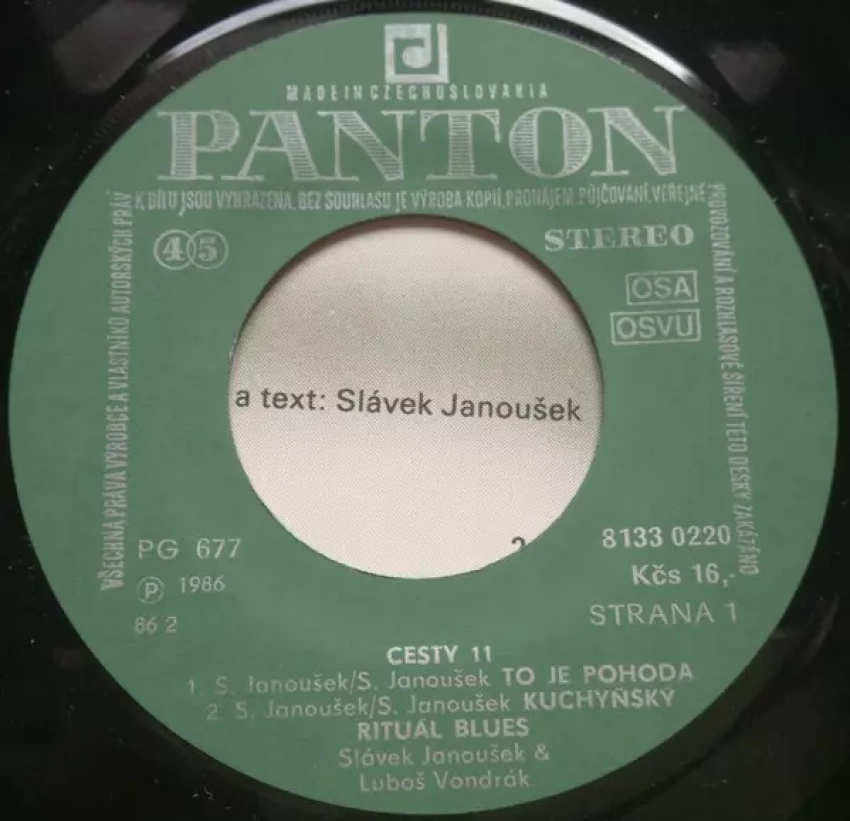 MADE IN CZECHOSLOVAKIA
PANTON
VŠECHNA PRÁVA VÝROBCE A VLASTNÍKŮ AUTORSKÝCH PRÁV
K DÍLU JSOU VYHRAZENA. BEZ SOUHLASU JE VÝROBA KOPIÍ, PRONÁJEM, PŮJČOVÁNÍ, VEŘEJNÉ
PROVOZOVÁNÍ A ROZHLASOVÉ ŠÍŘENÍ TÉTO DESKY ZAKÁZÁNO
45
STEREO
OSA
OSVU
a text: Slávek Janoušek
2
PG 677
8133 0220
Ⓟ 1986
Kčs 16,-
86 2
STRANA 1
CESTY 11
1. S. Janoušek/S. Janoušek TO JE POHODA
2. S. Janoušek/S. Janoušek KUCHYŇSKÝ
RITUÁL BLUES
Slávek Janoušek &
Luboš Vondrák